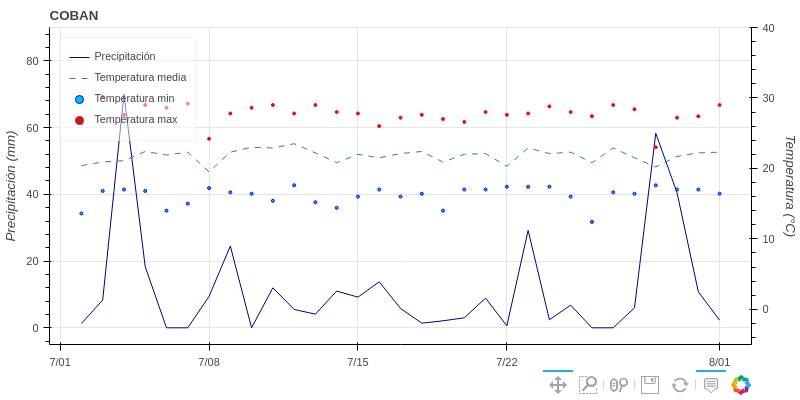 COBAN
Precipitación
Temperatura media
Temperatura min
Temperatura max
80
60
40
20
0
Precipitación (mm)
40
30
20
10
0
Temperatura (°C)
7/01
7/08
7/15
7/22
8/01